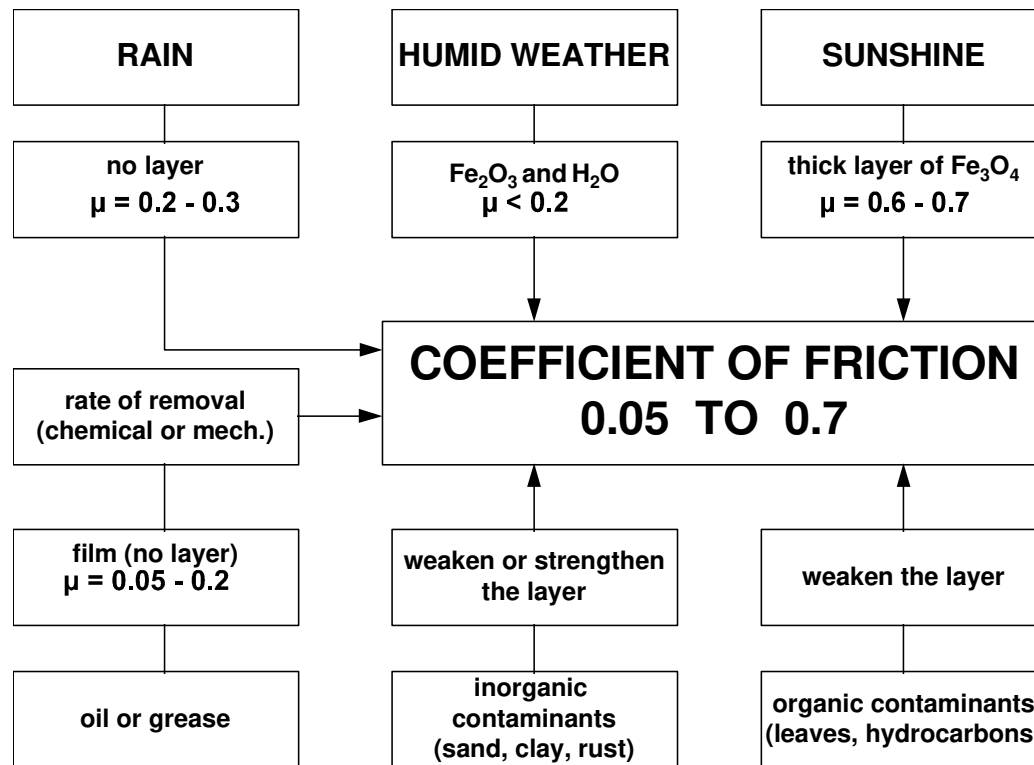 RAIN
HUMID WEATHER
SUNSHINE
no layer
μ = 0.2 - 0.3
Fe₂O₃ and H₂O
μ < 0.2
thick layer of Fe₃O₄
μ = 0.6 - 0.7
COEFFICIENT OF FRICTION
0.05 TO 0.7
rate of removal
(chemical or mech.)
film (no layer)
μ = 0.05 - 0.2
weaken or strengthen
the layer
weaken the layer
oil or grease
inorganic
contaminants
(sand, clay, rust)
organic contaminants
(leaves, hydrocarbons